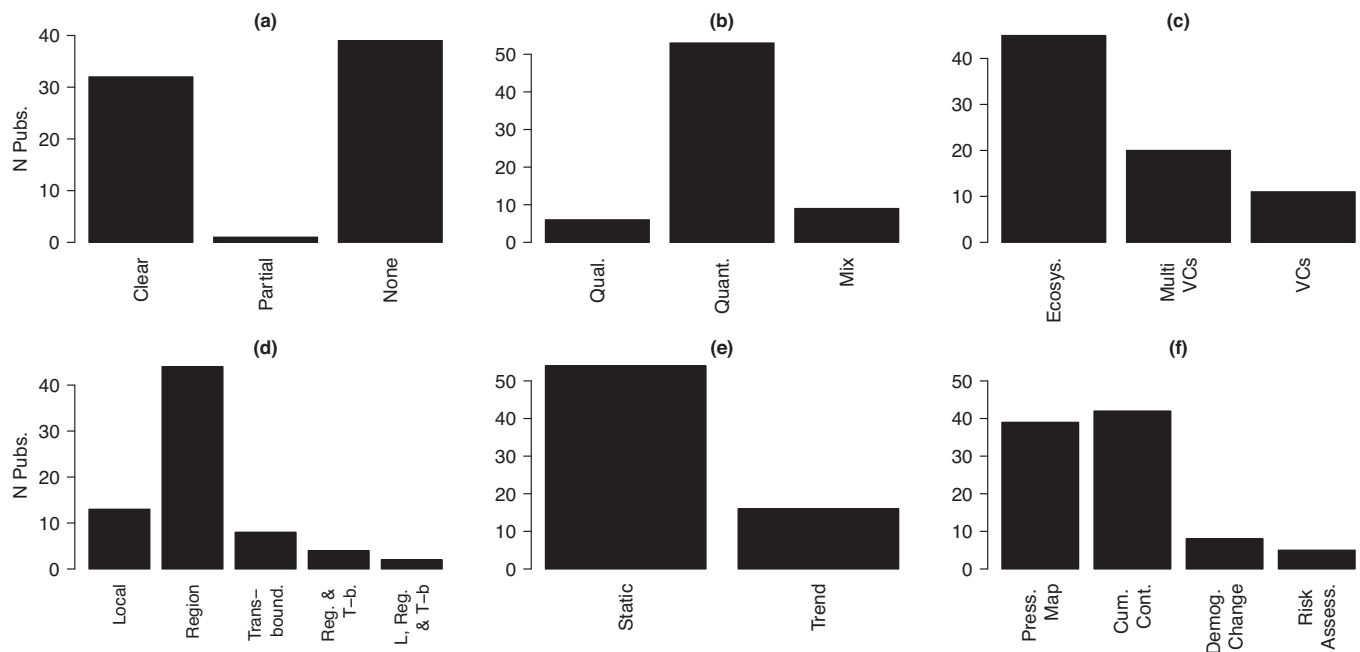 (a)
N Pubs.
40
30
20
10
0
Clear
Partial
None
(b)
50
40
30
20
10
0
Qual.
Quant.
Mix
(c)
40
30
20
10
0
Ecosys.
Multi
VCs
VCs
(d)
N Pubs.
40
30
20
10
0
Local
Region
Trans−
bound.
Reg. &
T−b.
L, Reg.
& T−b
(e)
50
40
30
20
10
0
Static
Trend
(f)
50
40
30
20
10
0
Press.
Map
Cum.
Cont.
Demog.
Change
Risk
Assess.